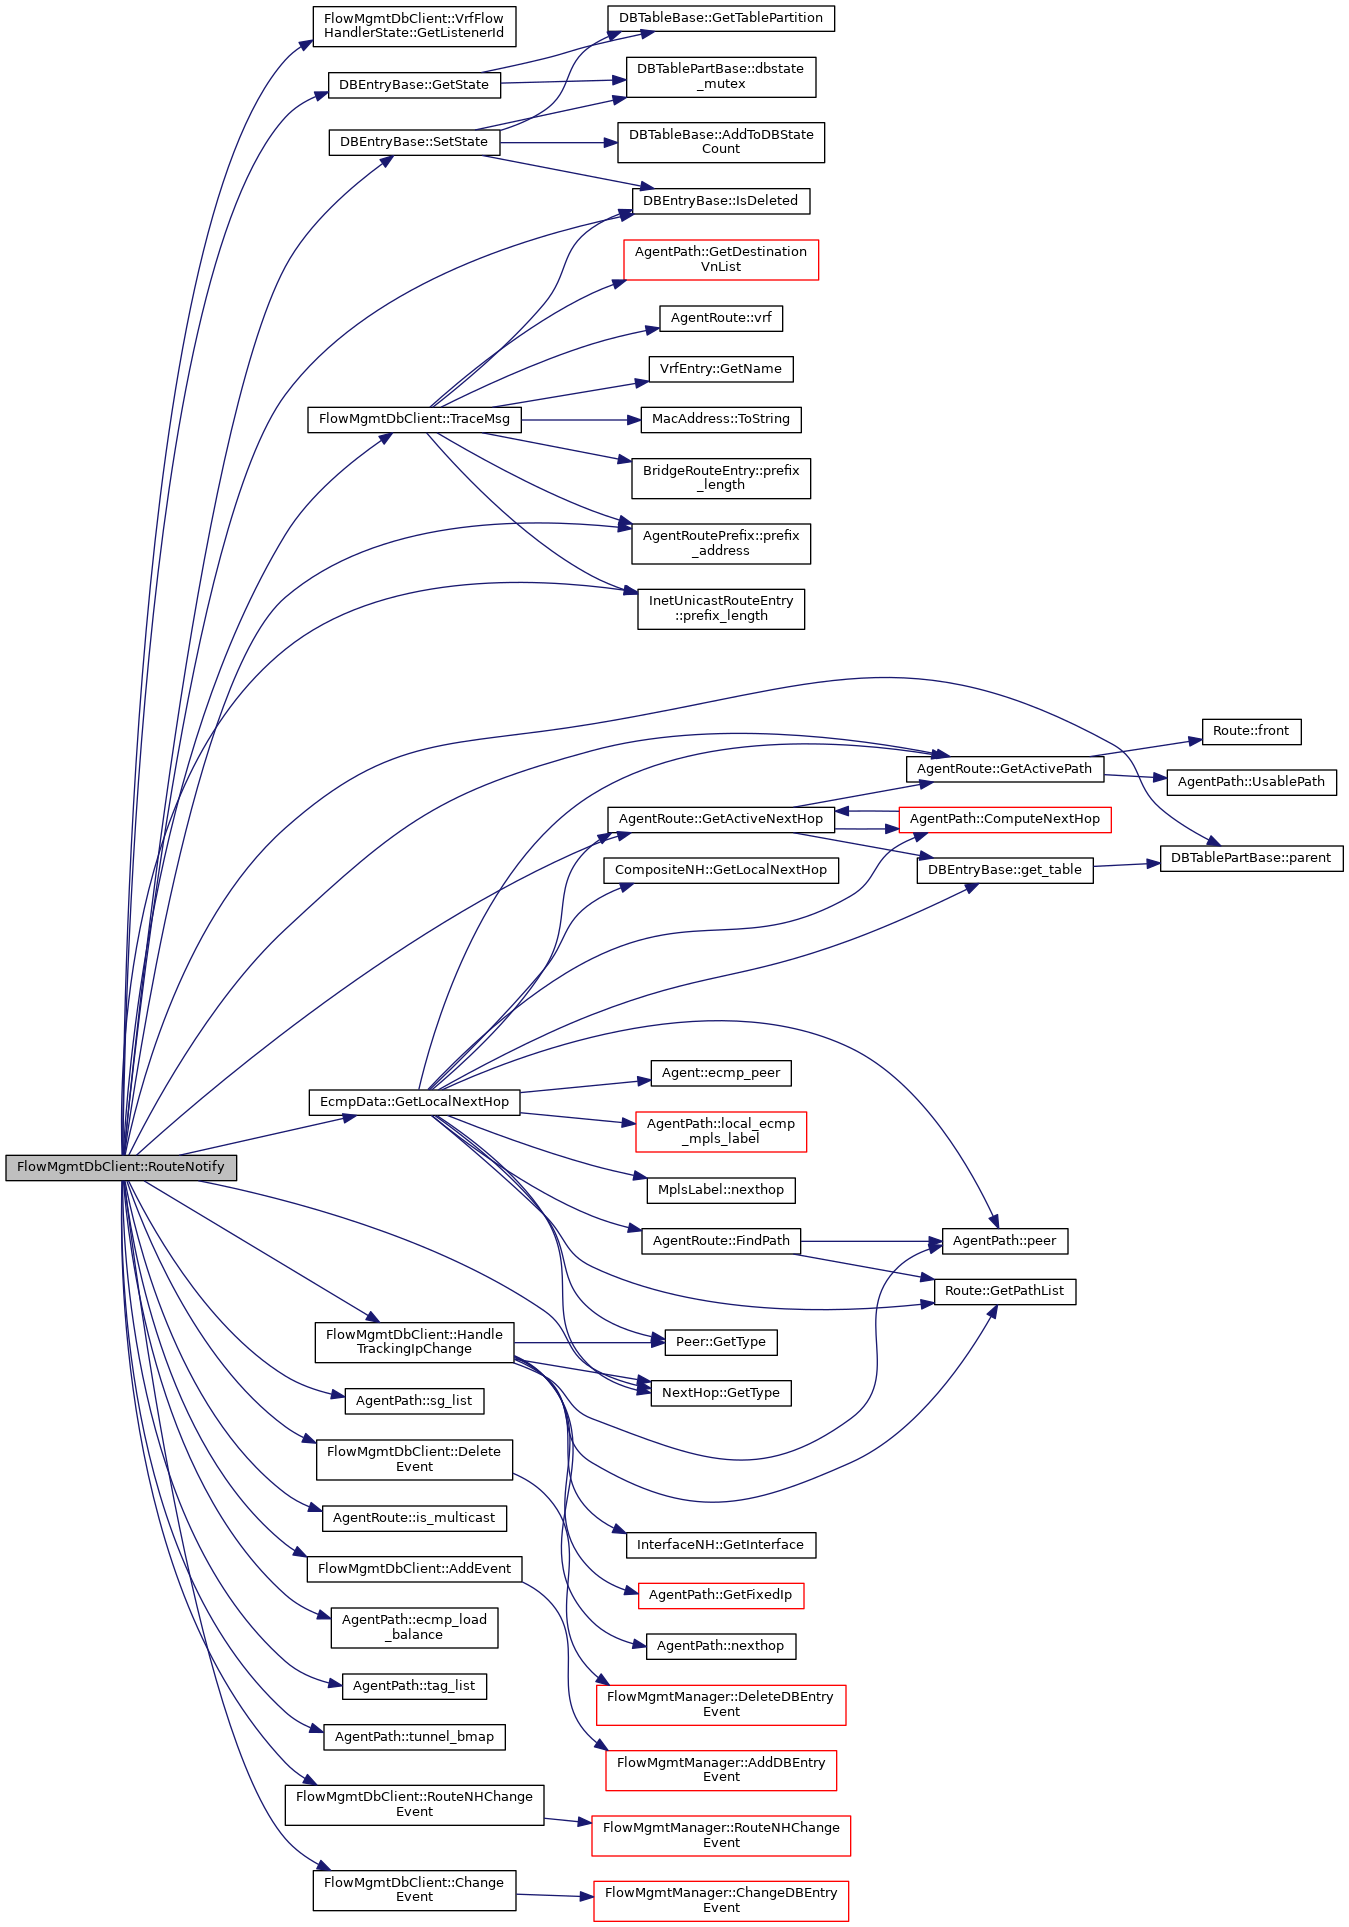 FlowMgmtDbClient::VrfFlow
HandlerState::GetListenerId
DBTableBase::GetTablePartition
DBEntryBase::GetState
DBTablePartBase::dbstate
_mutex
DBEntryBase::SetState
DBTableBase::AddToDBState
Count
DBEntryBase::IsDeleted
AgentPath::GetDestination
VnList
AgentRoute::vrf
VrfEntry::GetName
FlowMgmtDbClient::TraceMsg
MacAddress::ToString
BridgeRouteEntry::prefix
_length
AgentRoutePrefix::prefix
_address
InetUnicastRouteEntry
::prefix_length
Route::front
AgentRoute::GetActivePath
AgentPath::UsablePath
AgentRoute::GetActiveNextHop
AgentPath::ComputeNextHop
CompositeNH::GetLocalNextHop
DBEntryBase::get_table
DBTablePartBase::parent
EcmpData::GetLocalNextHop
Agent::ecmp_peer
AgentPath::local_ecmp
_mpls_label
FlowMgmtDbClient::RouteNotify
MplsLabel::nexthop
AgentRoute::FindPath
AgentPath::peer
Route::GetPathList
FlowMgmtDbClient::Handle
TrackingIpChange
Peer::GetType
NextHop::GetType
AgentPath::sg_list
FlowMgmtDbClient::Delete
Event
AgentRoute::is_multicast
InterfaceNH::GetInterface
FlowMgmtDbClient::AddEvent
AgentPath::GetFixedIp
AgentPath::ecmp_load
_balance
AgentPath::nexthop
AgentPath::tag_list
FlowMgmtManager::DeleteDBEntry
Event
AgentPath::tunnel_bmap
FlowMgmtManager::AddDBEntry
Event
FlowMgmtDbClient::RouteNHChange
Event
FlowMgmtManager::RouteNHChange
Event
FlowMgmtDbClient::Change
Event
FlowMgmtManager::ChangeDBEntry
Event